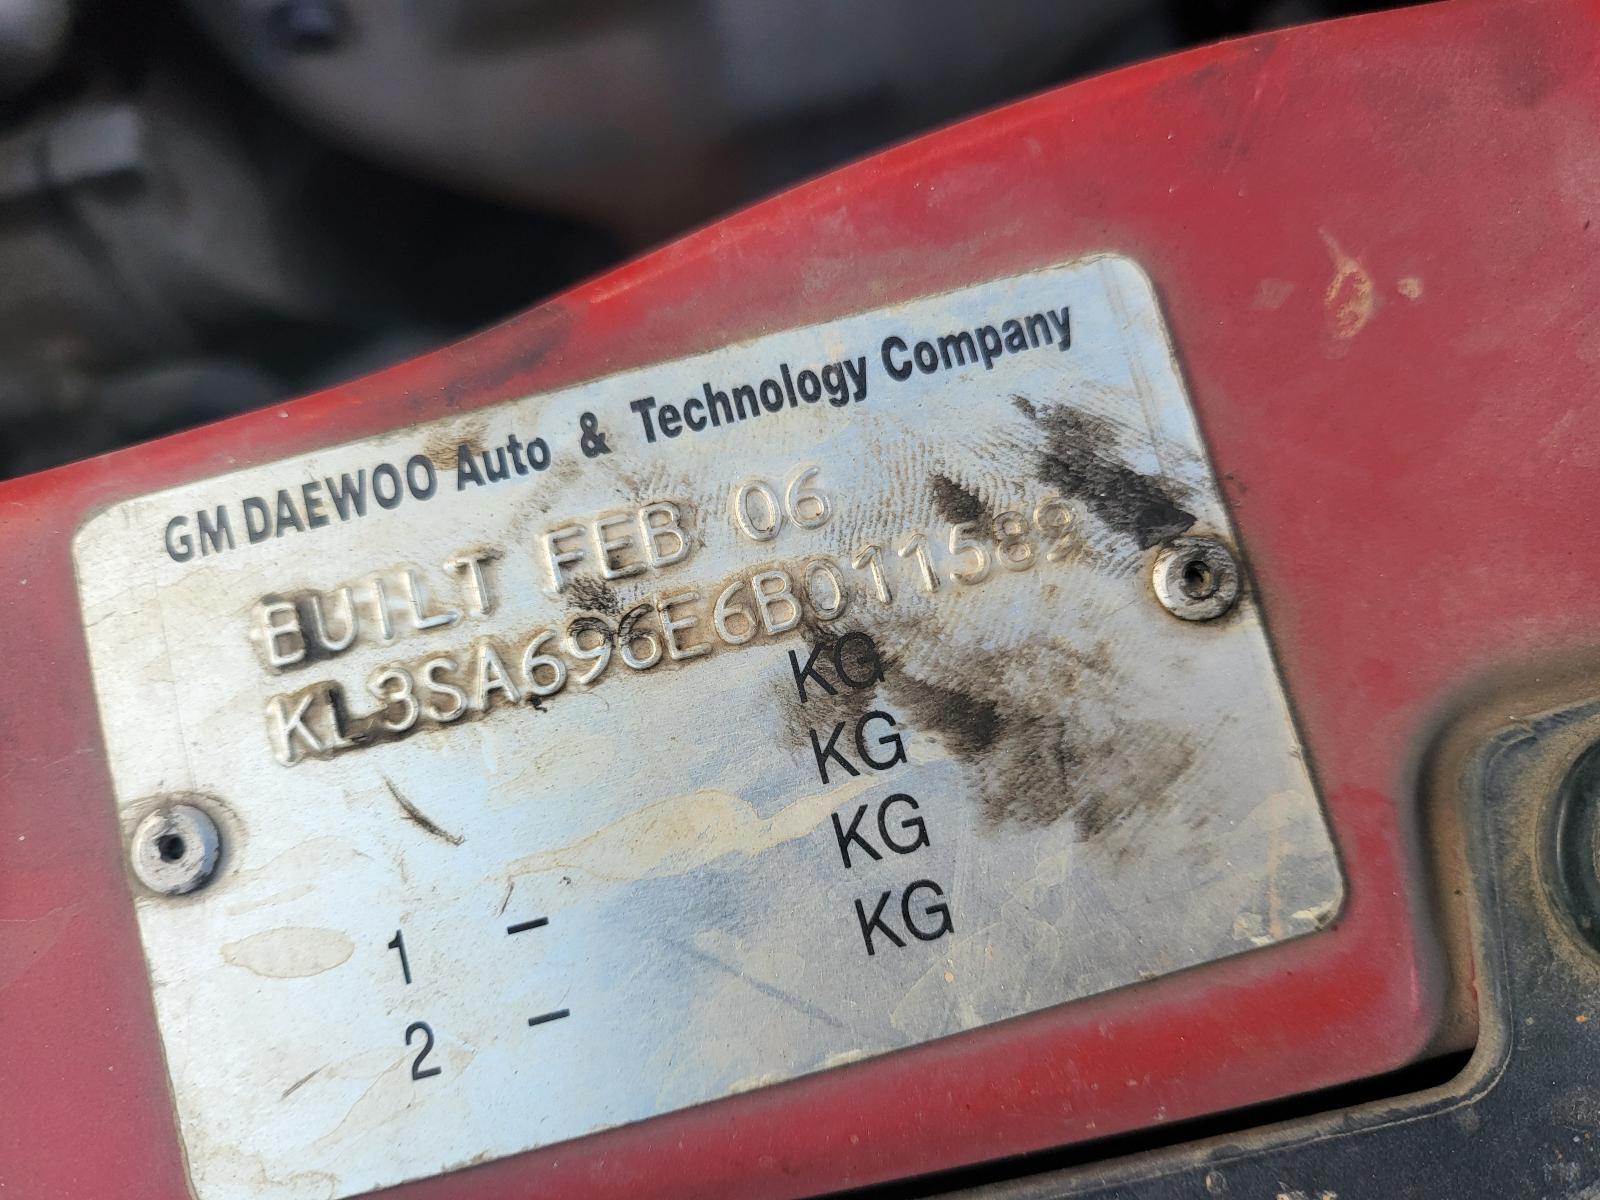 GM DAEWOO Auto & Technology Company
BUILT FEB 06
KL3SA696E6B011589
KG
KG
1 - KG
2 - KG